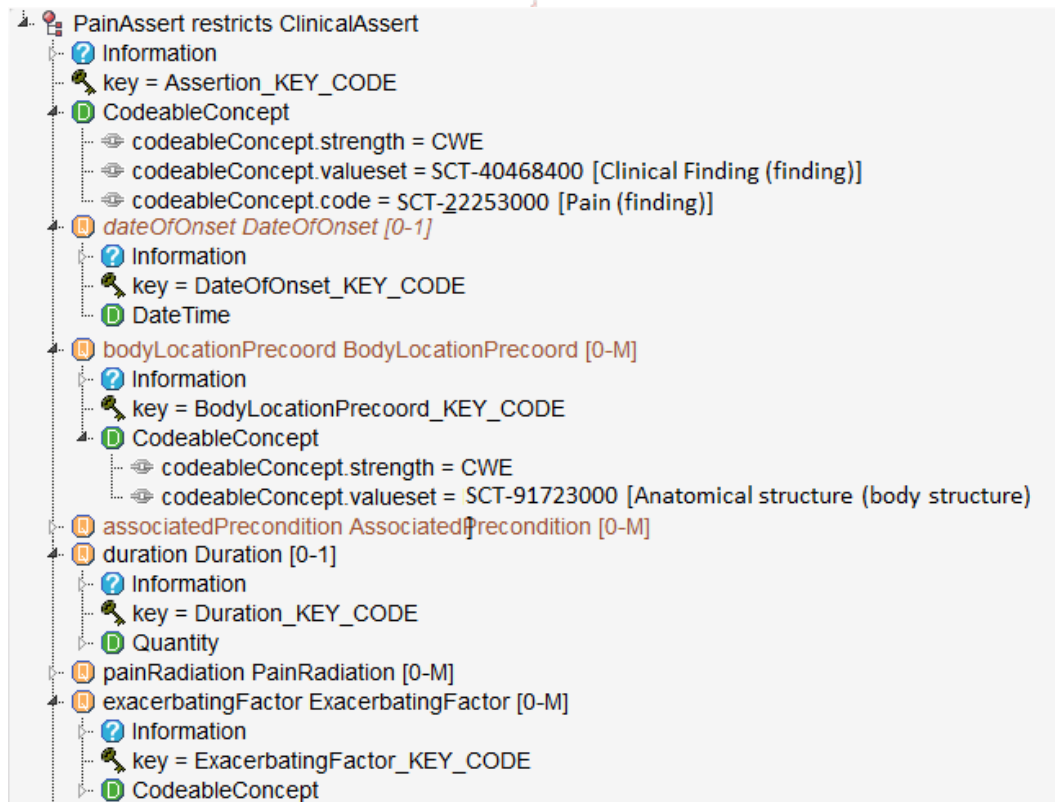 PainAssert restricts ClinicalAssert
Information
key = Assertion_KEY_CODE
CodeableConcept
codeableConcept.strength = CWE
codeableConcept.valueset = SCT-40468400 [Clinical Finding (finding)]
codeableConcept.code = SCT-22253000 [Pain (finding)]
dateOfOnset DateOfOnset [0-1]
Information
key = DateOfOnset_KEY_CODE
DateTime
bodyLocationPrecoord BodyLocationPrecoord [0-M]
Information
key = BodyLocationPrecoord_KEY_CODE
CodeableConcept
codeableConcept.strength = CWE
codeableConcept.valueset = SCT-91723000 [Anatomical structure (body structure)
associatedPrecondition AssociatedPrecondition [0-M]
duration Duration [0-1]
Information
key = Duration_KEY_CODE
Quantity
painRadiation PainRadiation [0-M]
exacerbatingFactor ExacerbatingFactor [0-M]
Information
key = ExacerbatingFactor_KEY_CODE
CodeableConcept